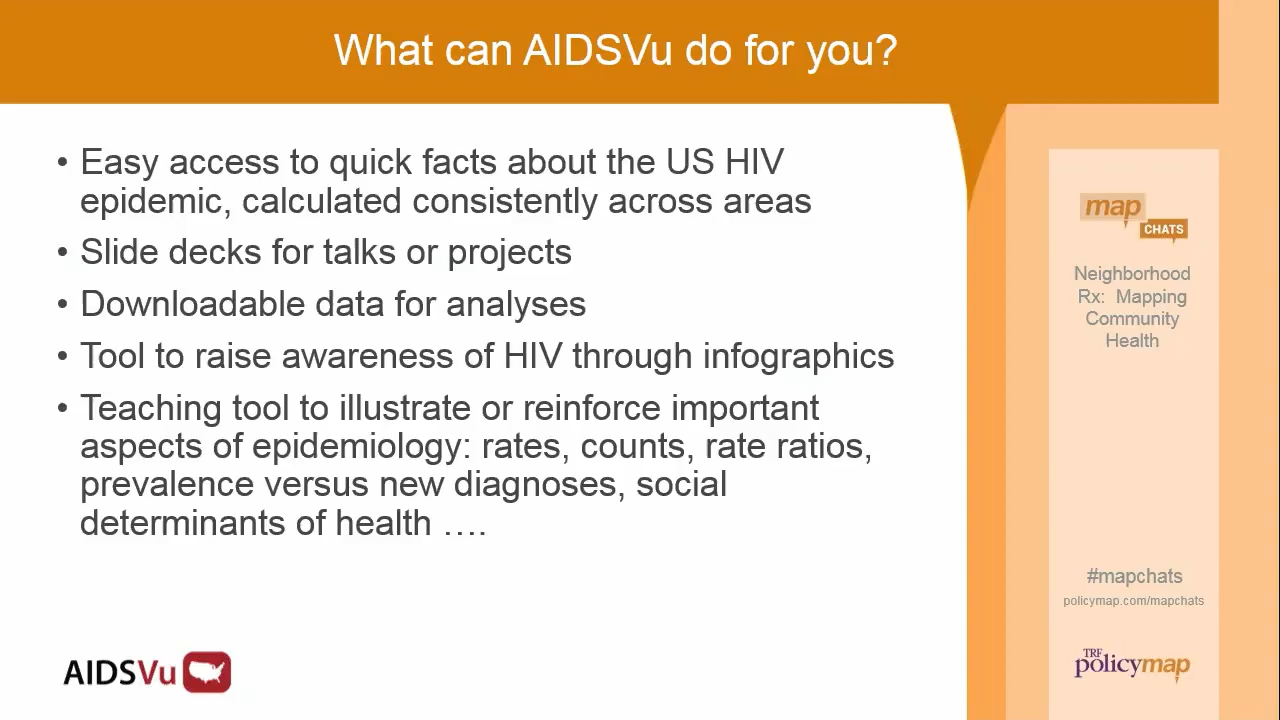 What can AIDSVu do for you?
• Easy access to quick facts about the US HIV
epidemic, calculated consistently across areas
• Slide decks for talks or projects
• Downloadable data for analyses
• Tool to raise awareness of HIV through infographics
• Teaching tool to illustrate or reinforce important
aspects of epidemiology: rates, counts, rate ratios,
prevalence versus new diagnoses, social
determinants of health ….
AIDSVu
map
CHATS
Neighborhood
Rx: Mapping
Community
Health
#mapchats
policymap.com/mapchats
TRF
policymap